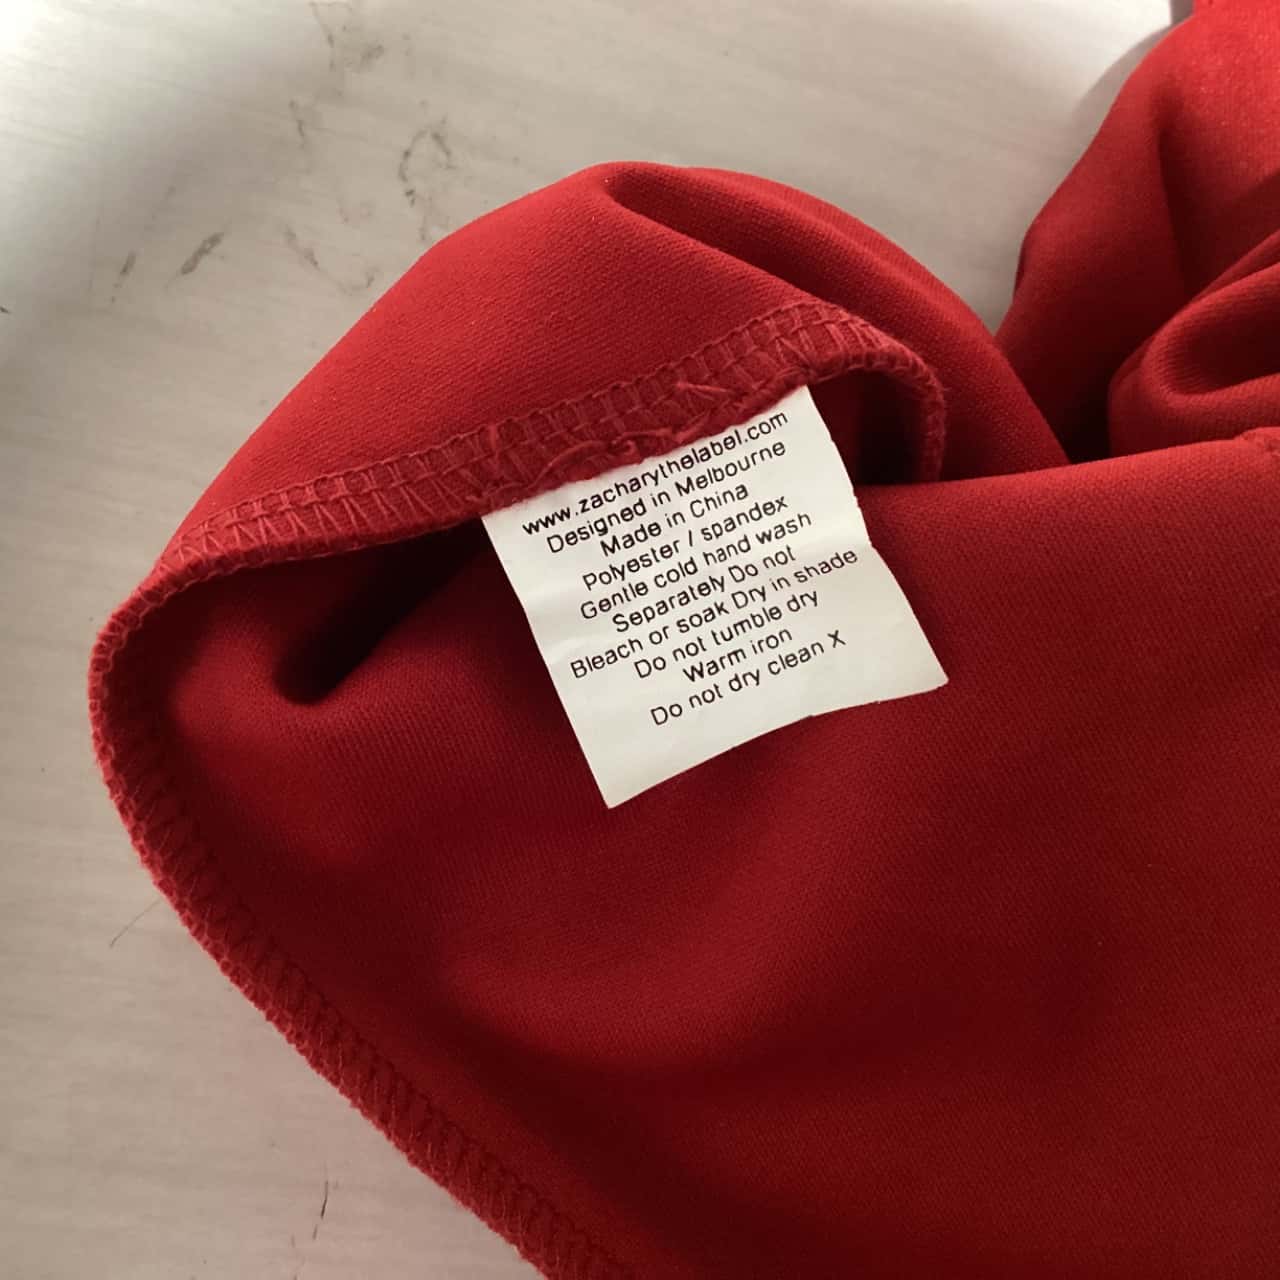 www.zacharythelabel.com
Designed in Melbourne
Made in China
Polyester / spandex
Gentle cold hand wash
Separately Do not
Bleach or soak Dry in shade
Do not tumble dry
Warm iron
Do not dry clean X